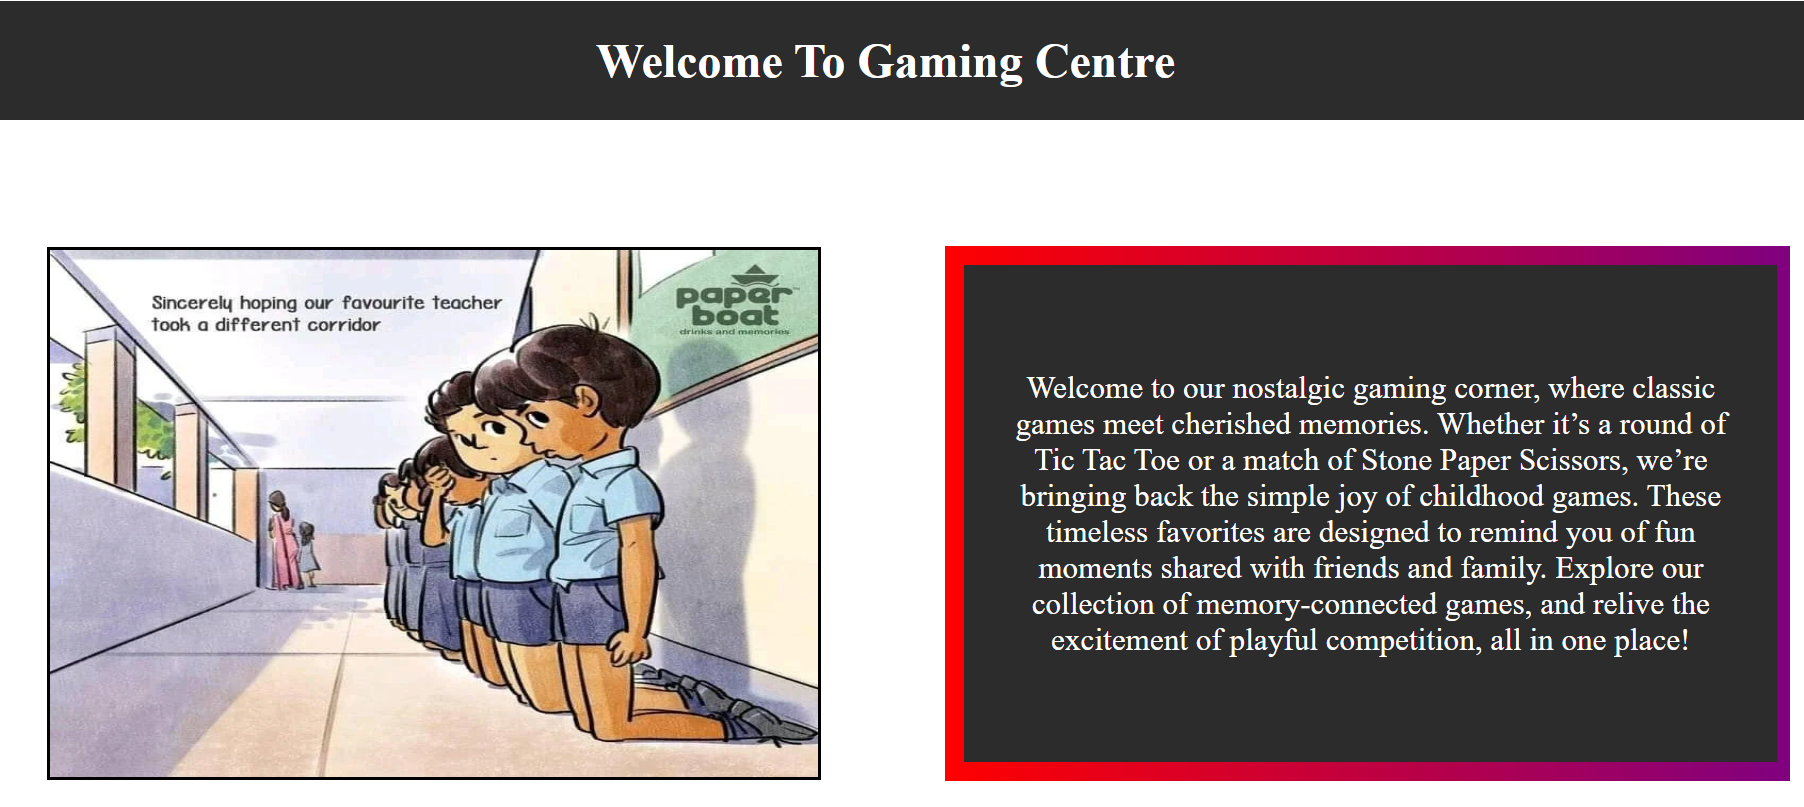 Welcome To Gaming Centre
Sincerely hoping our favourite teacher
took a different corridor
paper
boat
drinks and memories
Welcome to our nostalgic gaming corner, where classic
games meet cherished memories. Whether it’s a round of
Tic Tac Toe or a match of Stone Paper Scissors, we’re
bringing back the simple joy of childhood games. These
timeless favorites are designed to remind you of fun
moments shared with friends and family. Explore our
collection of memory-connected games, and relive the
excitement of playful competition, all in one place!